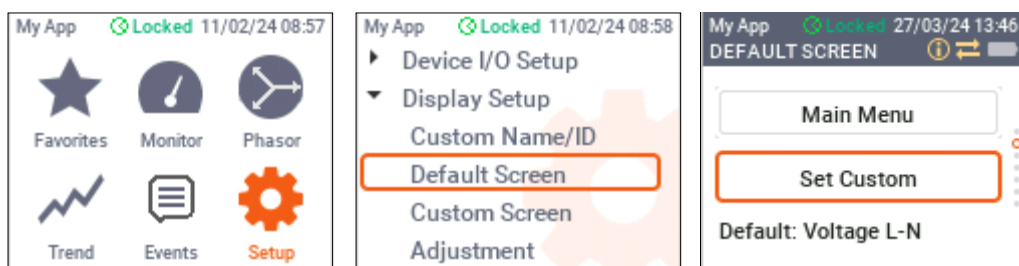 My App Locked 11/02/24 08:57
Favorites Monitor Phasor
Trend Events Setup
My App Locked 11/02/24 08:58
Device I/O Setup
Display Setup
Custom Name/ID
Default Screen
Custom Screen
Adjustment
My App Locked 27/03/24 13:46
DEFAULT SCREEN
Main Menu
Set Custom
Default: Voltage L-N